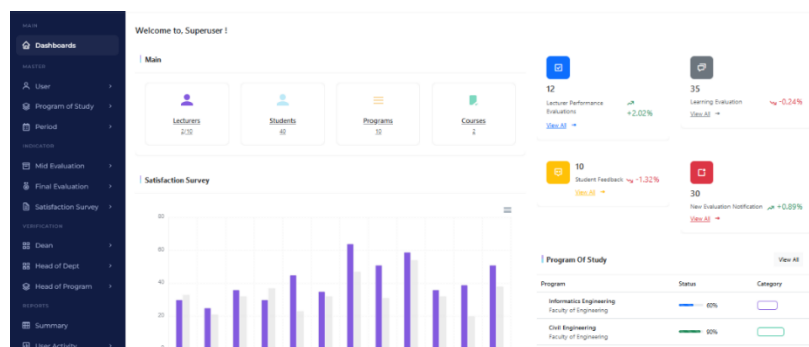 MAIN
Dashboards
MASTER
User
Program of Study
Period
INDICATOR
Mid Evaluation
Final Evaluation
Satisfaction Survey
VERIFICATION
Dean
Head of Dept
Head of Program
REPORTS
Summary
User Activity
Welcome to, Superuser !
Main
Lecturers
Students
Programs
Courses
40
10
2
Satisfaction Survey
80
60
40
20
0
12
Lecturer Performance
Evaluations
+2.02%
View All
35
Learning Evaluation
-0.24%
View All
10
Student Feedback
-1.32%
View All
30
New Evaluation Notification
+0.89%
View All
Program Of Study
View All
Program
Status
Category
Informatics Engineering
Faculty of Engineering
60%
Civil Engineering
Faculty of Engineering
90%